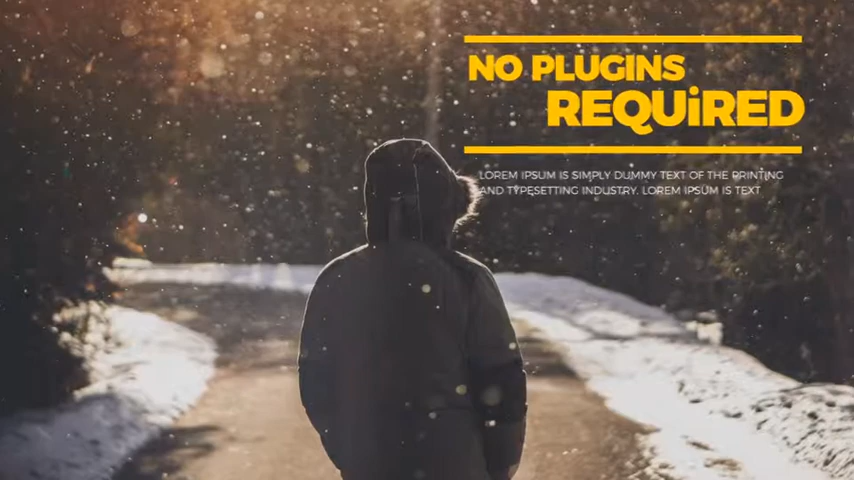 NO PLUGINS
REQUiRED
LOREM IPSUM IS SIMPLY DUMMY TEXT OF THE PRINTING
AND TYPESETTING INDUSTRY. LOREM IPSUM IS TEXT